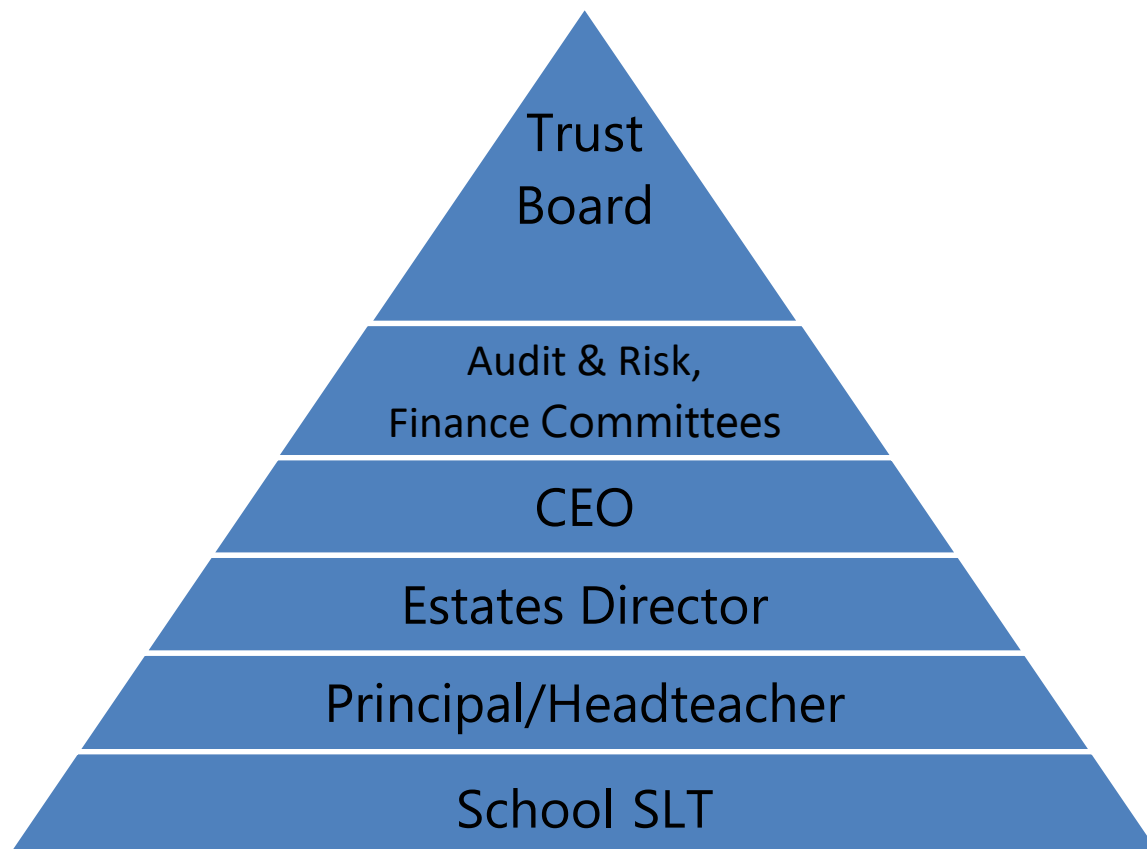 Trust
Board
Audit & Risk,
Finance Committees
CEO
Estates Director
Principal/Headteacher
School SLT